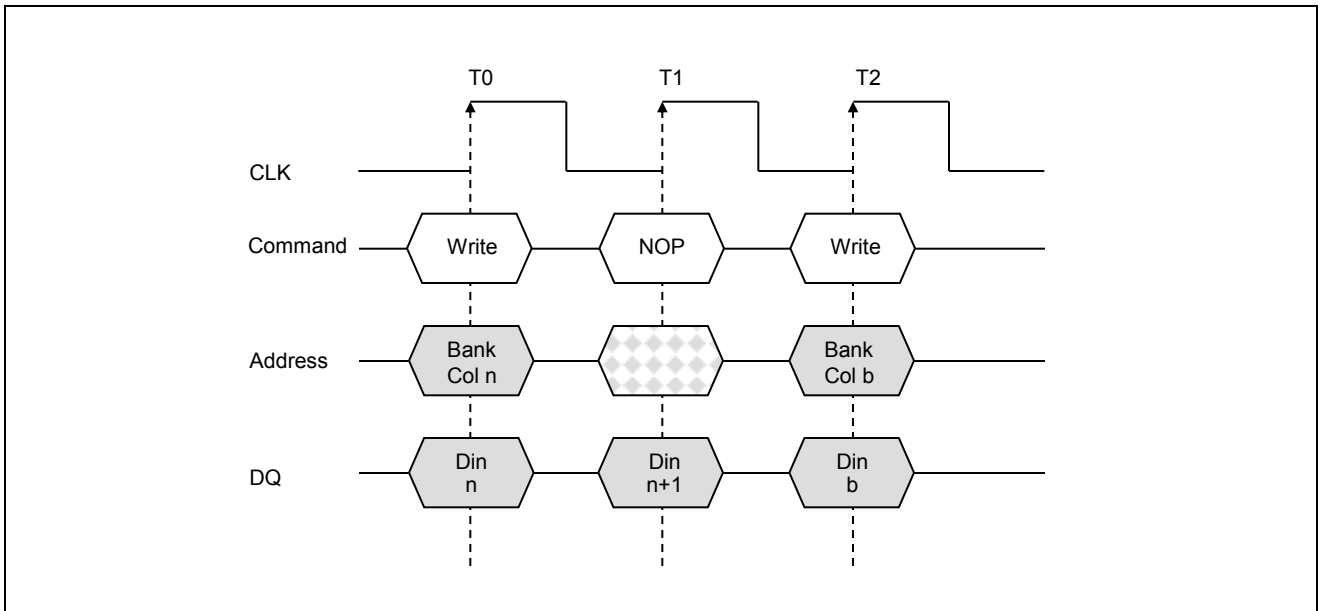 T0 T1 T2
CLK
Command Write NOP Write
Address Bank Col n Bank Col b
DQ Din n Din n+1 Din b